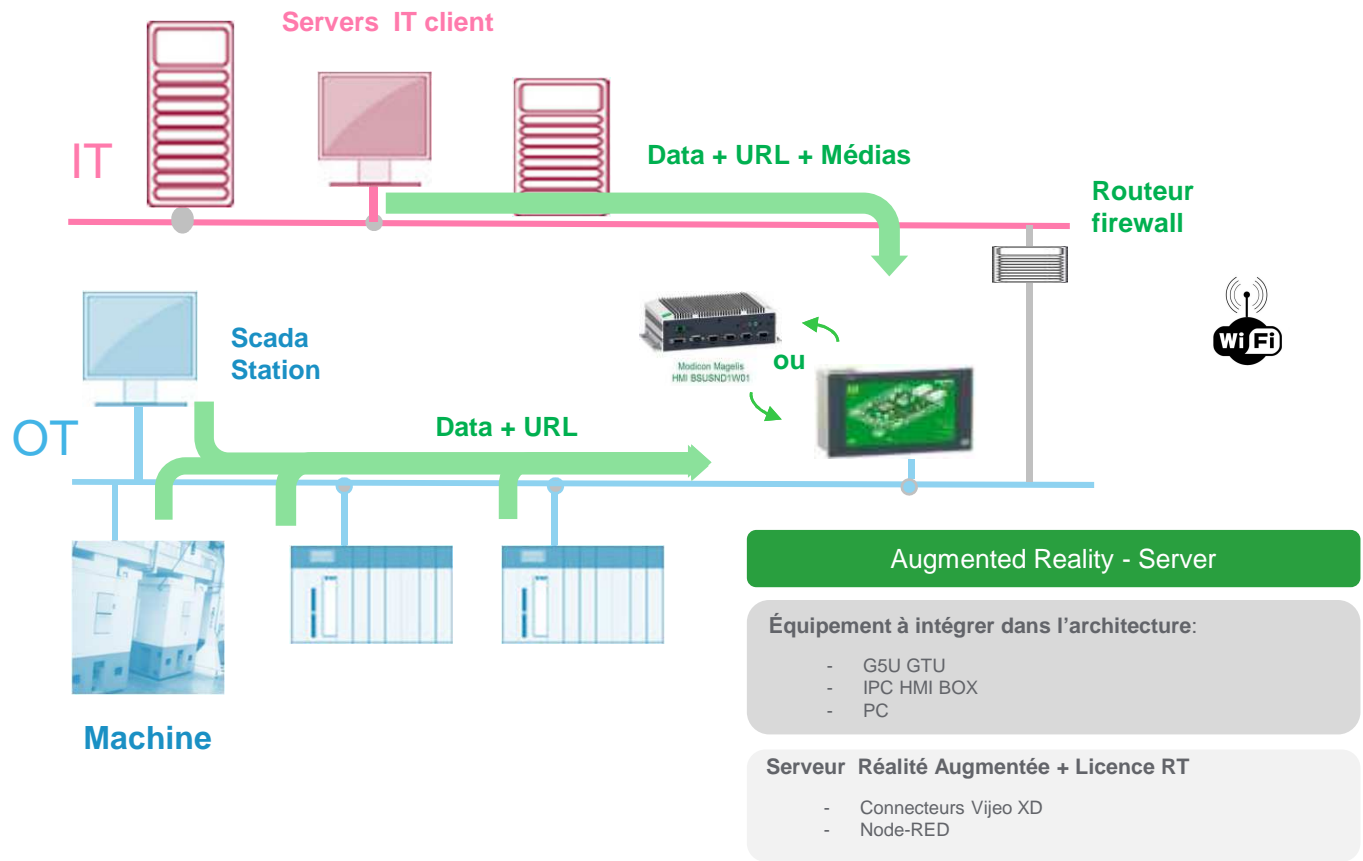 Servers IT client
IT
Data + URL + Médias
Routeur
firewall
Scada
Station
Modicon Magelis
HMI BSUSND1W01
ou
Wi Fi
OT
Data + URL
Machine
Augmented Reality - Server
Équipement à intégrer dans l’architecture:
- G5U GTU
- IPC HMI BOX
- PC
Serveur Réalité Augmentée + Licence RT
- Connecteurs Vijeo XD
- Node-RED